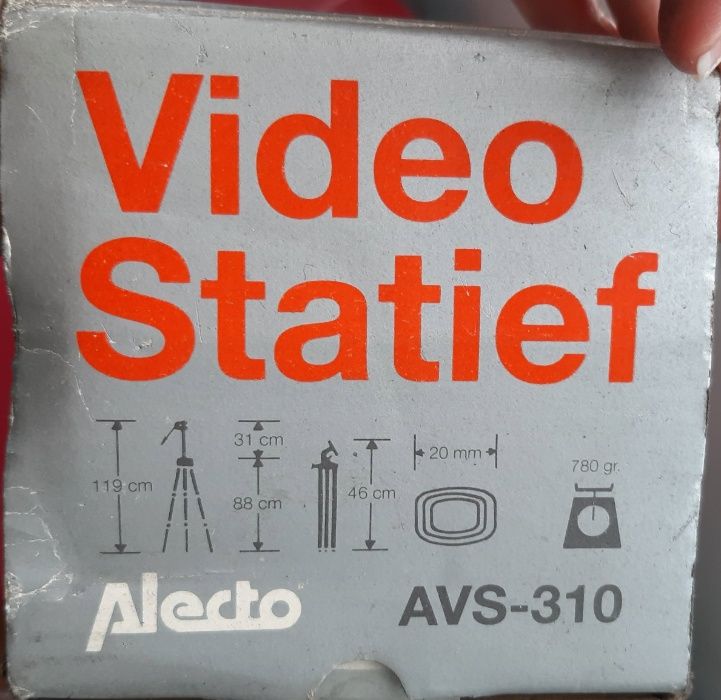 Video
Statief
119 cm
31 cm
88 cm
46 cm
20 mm
780 gr.
Alecto
AVS-310